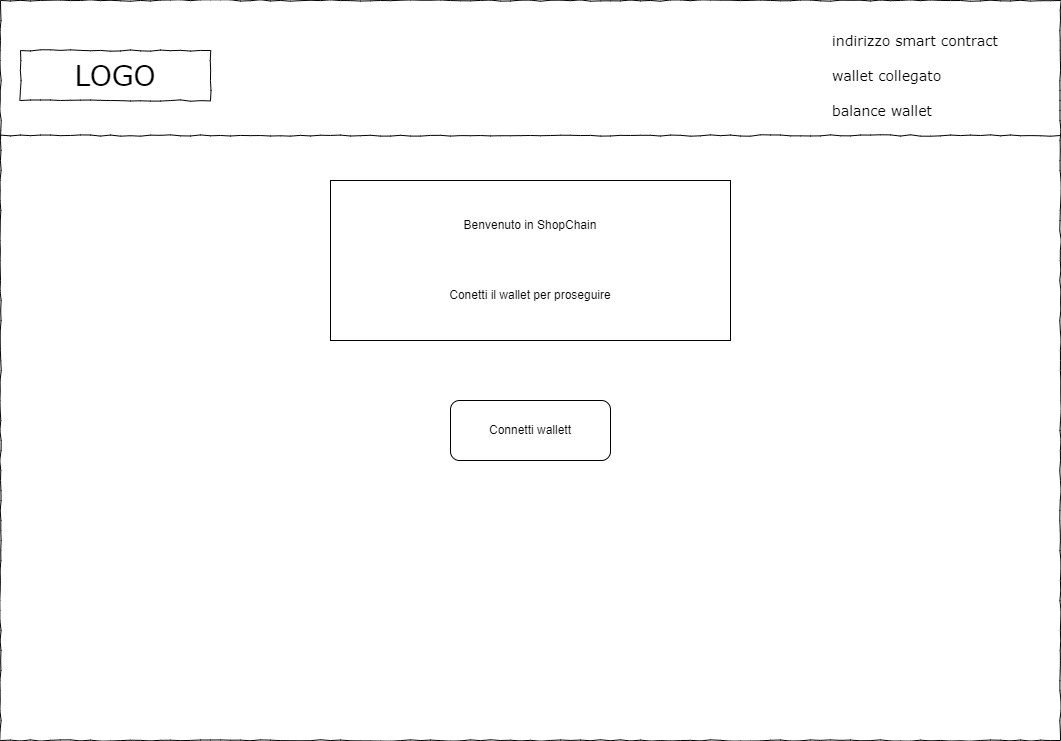 LOGO
indirizzo smart contract
wallet collegato
balance wallet
Benvenuto in ShopChain
Conetti il wallet per proseguire
Connetti wallett